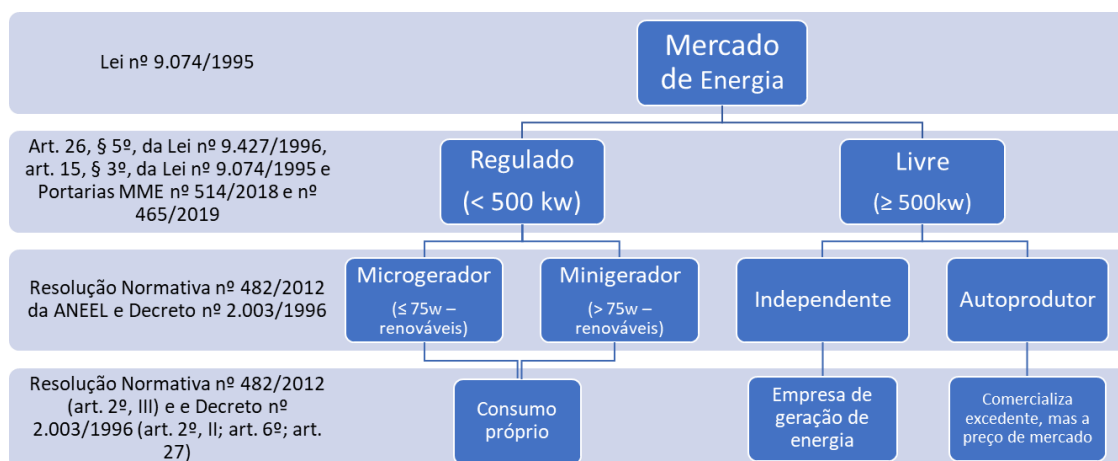 Lei nº 9.074/1995
Mercado
de Energia
Art. 26, § 5º, da Lei nº 9.427/1996,
art. 15, § 3º, da Lei nº 9.074/1995 e
Portarias MME nº 514/2018 e nº
465/2019
Regulado
(< 500 kw)
Livre
(≥ 500kw)
Resolução Normativa nº 482/2012
da ANEEL e Decreto nº 2.003/1996
Microgerador
(≤ 75w –
renováveis)
Minigerador
(> 75w –
renováveis)
Independente
Autoprodutor
Resolução Normativa nº 482/2012
(art. 2º, III) e e Decreto nº
2.003/1996 (art. 2º, II; art. 6º; art.
27)
Consumo
próprio
Empresa de
geração de
energia
Comercializa
excedente, mas a
preço de mercado